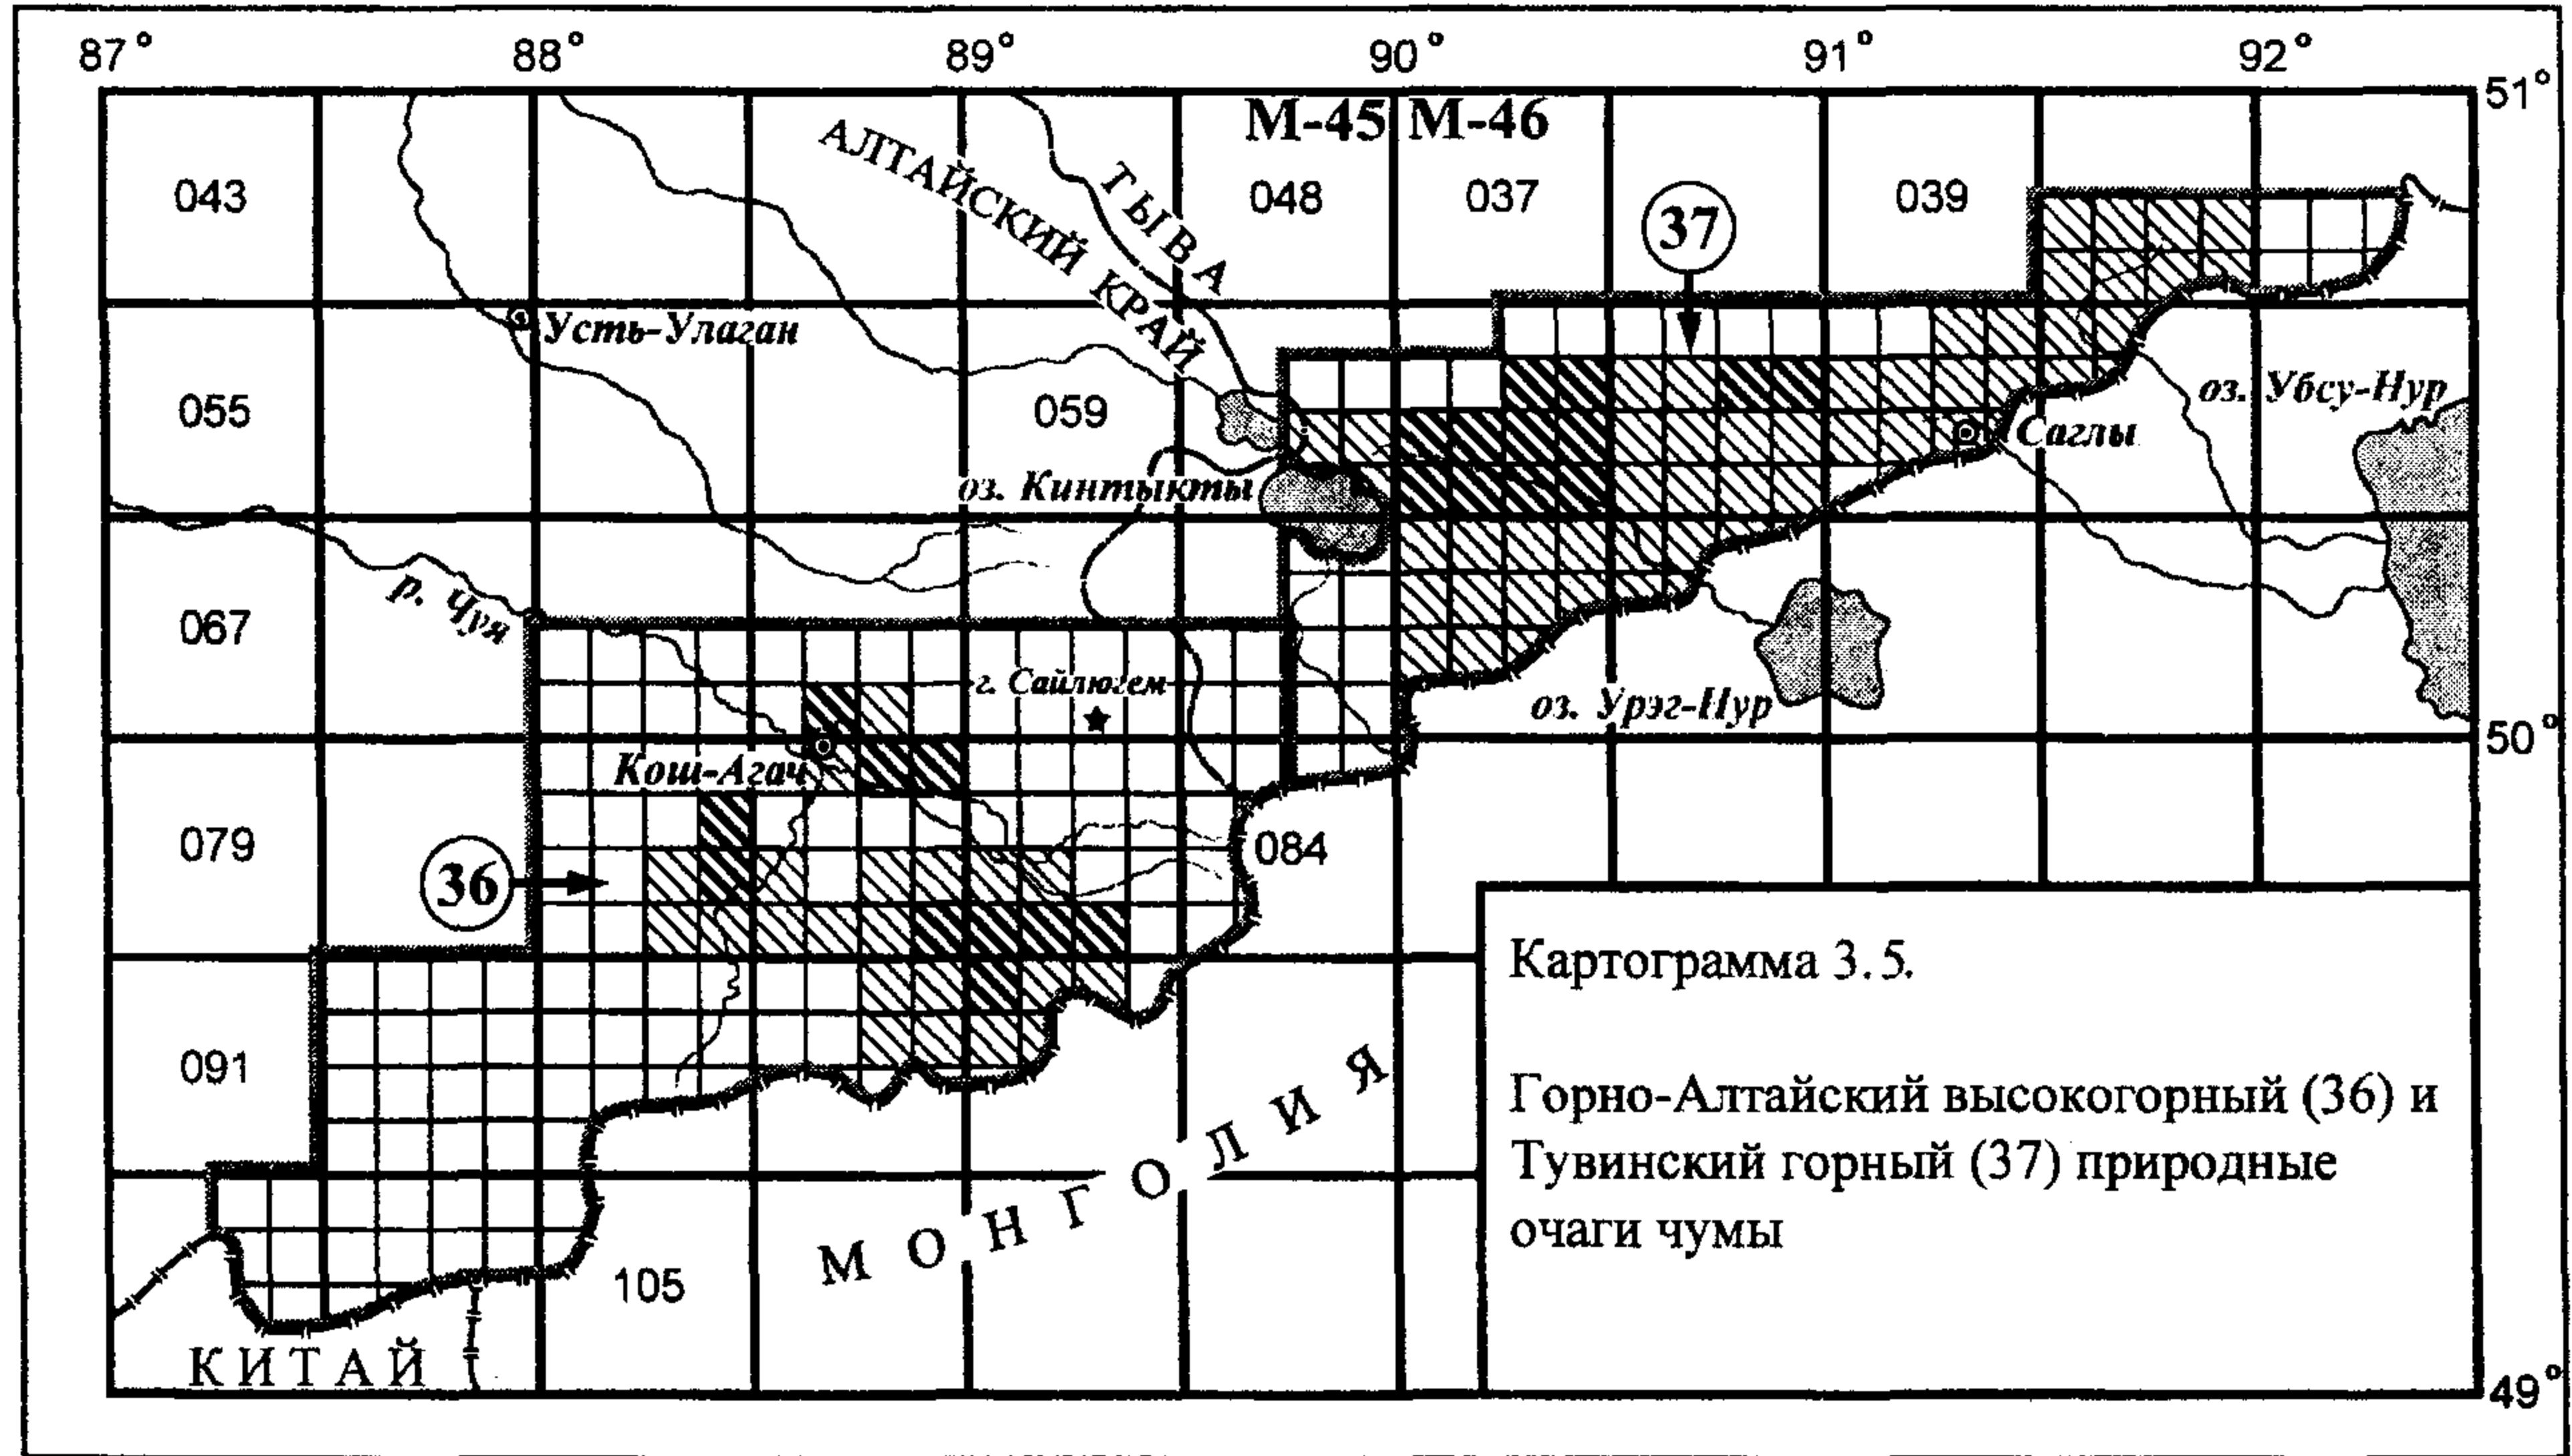 87° 88° 89° 90° 91° 92°
51°
М-45 М-46
АЛТАЙСКИЙ КРАЙ
ТЫВА
043 048 037 039
37
Усть-Улаган
055 059
оз. Убсу-Нур
Саглы
оз. Кинтыкты
р. Чуя
067
г. Сайлюгем
оз. Урэг-Нур
50°
Кош-Агач
079 084
36
Картограмма 3.5.
091
МОНГОЛИЯ
Горно-Алтайский высокогорный (36) и
Тувинский горный (37) природные
очаги чумы
105
КИТАЙ
49°